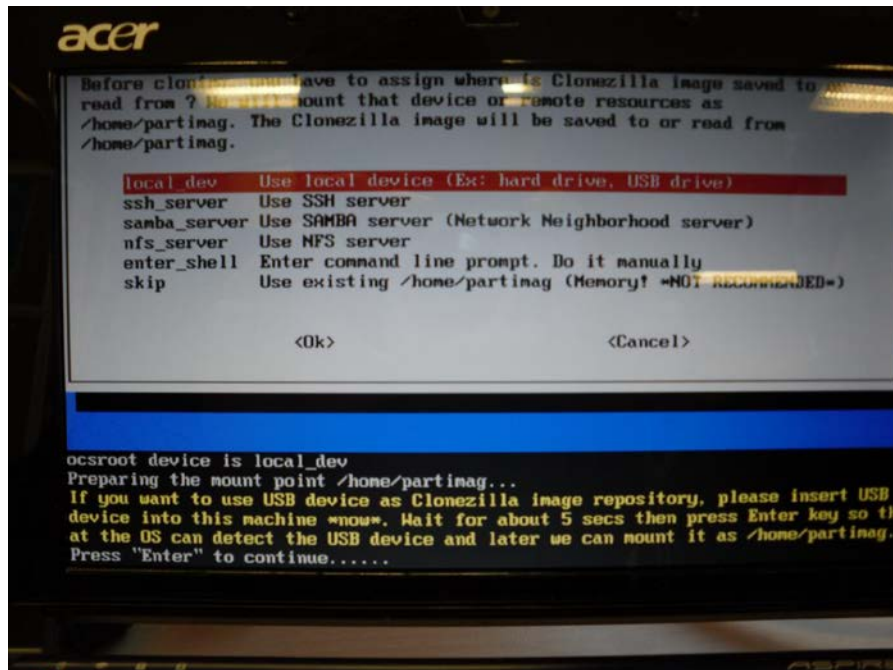 acer
Before have to assign where is Clonezilla image saved to
read from ? mount that device or remote resources as
/home/partimag. The Clonezilla image will be saved to or read from
/home/partimag.
local_dev Use local device (Ex: hard drive, USB drive)
ssh_server Use SSH server
samba_server Use SAMBA server (Network Neighborhood server)
nfs_server Use NFS server
enter_shell Enter command line prompt. Do it manually
skip Use existing /home/partimag (Memory! *NOT RECOMMENDED*)
<Ok> <Cancel>
ocsroot device is local_dev
Preparing the mount point /home/partimag...
If you want to use USB device as Clonezilla image repository, please insert USB
device into this machine *now*. Wait for about 5 secs then press Enter key so th
at the OS can detect the USB device and later we can mount it as /home/partimag.
Press "Enter" to continue......